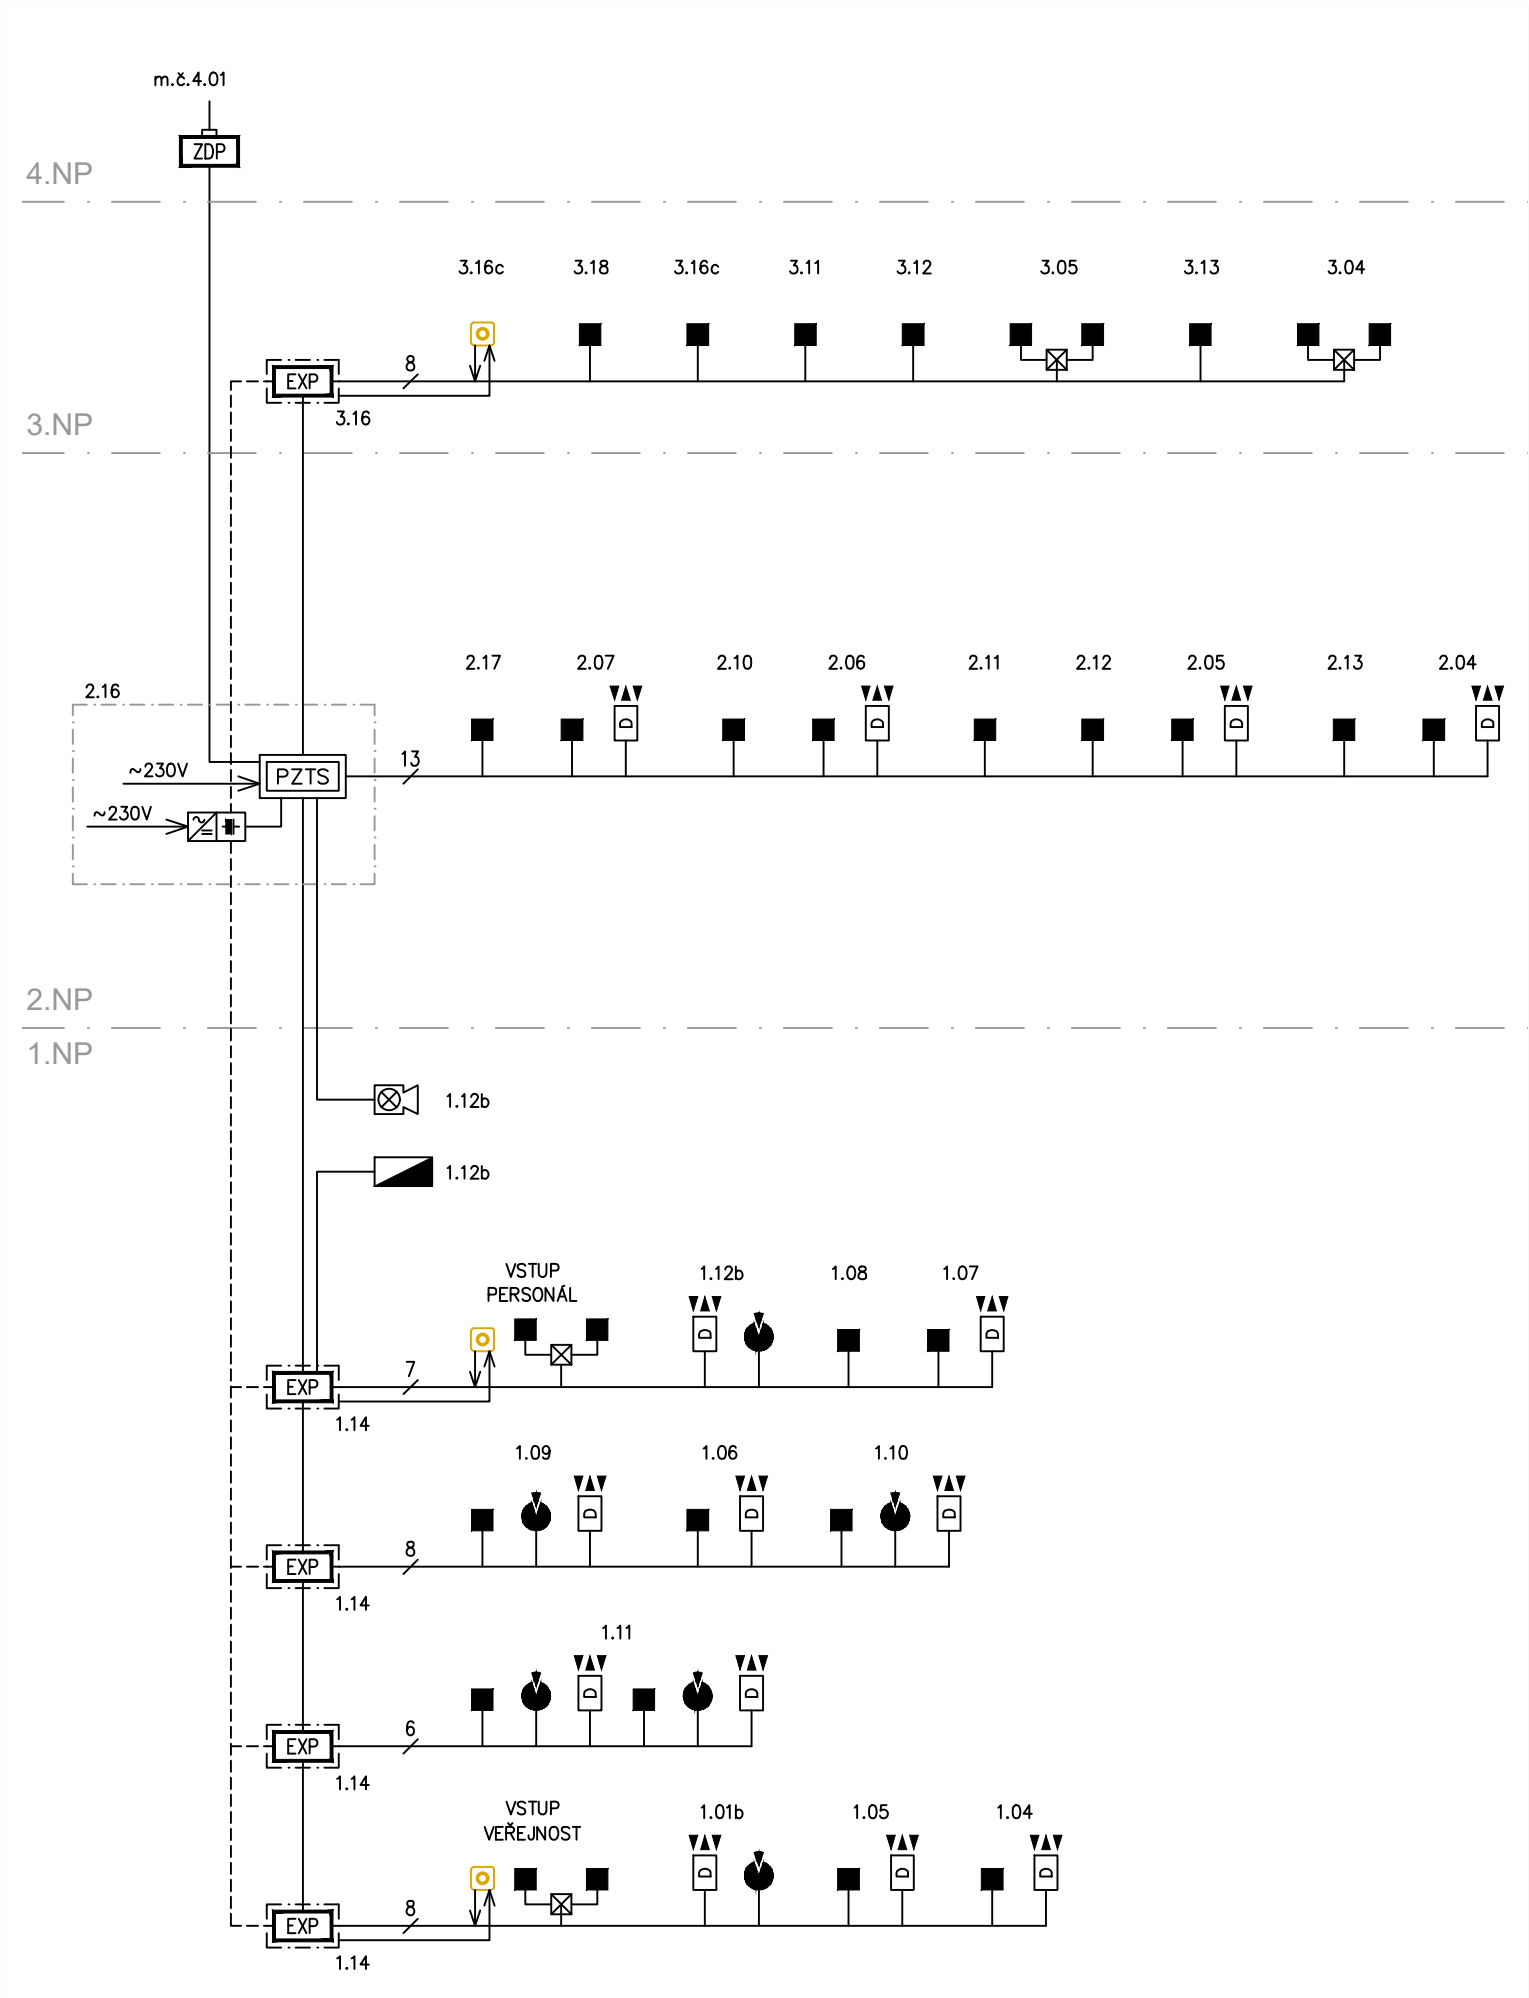 m.č.4.01
ZDP
4.NP
3.16c 3.18 3.16c 3.11 3.12 3.05 3.13 3.04
8
EXP
3.16
3.NP
2.17 2.07 2.10 2.06 2.11 2.12 2.05 2.13 2.04
2.16
D D D D
13
~230V
PZTS
~230V
2.NP
1.NP
1.12b
1.12b
VSTUP
PERSONÁL
1.12b 1.08 1.07
D D
7
EXP
1.14
1.09 1.06 1.10
D D D
8
EXP
1.14
1.11
D D
6
EXP
1.14
VSTUP
VEŘEJNOST
1.01b 1.05 1.04
D D D
8
EXP
1.14